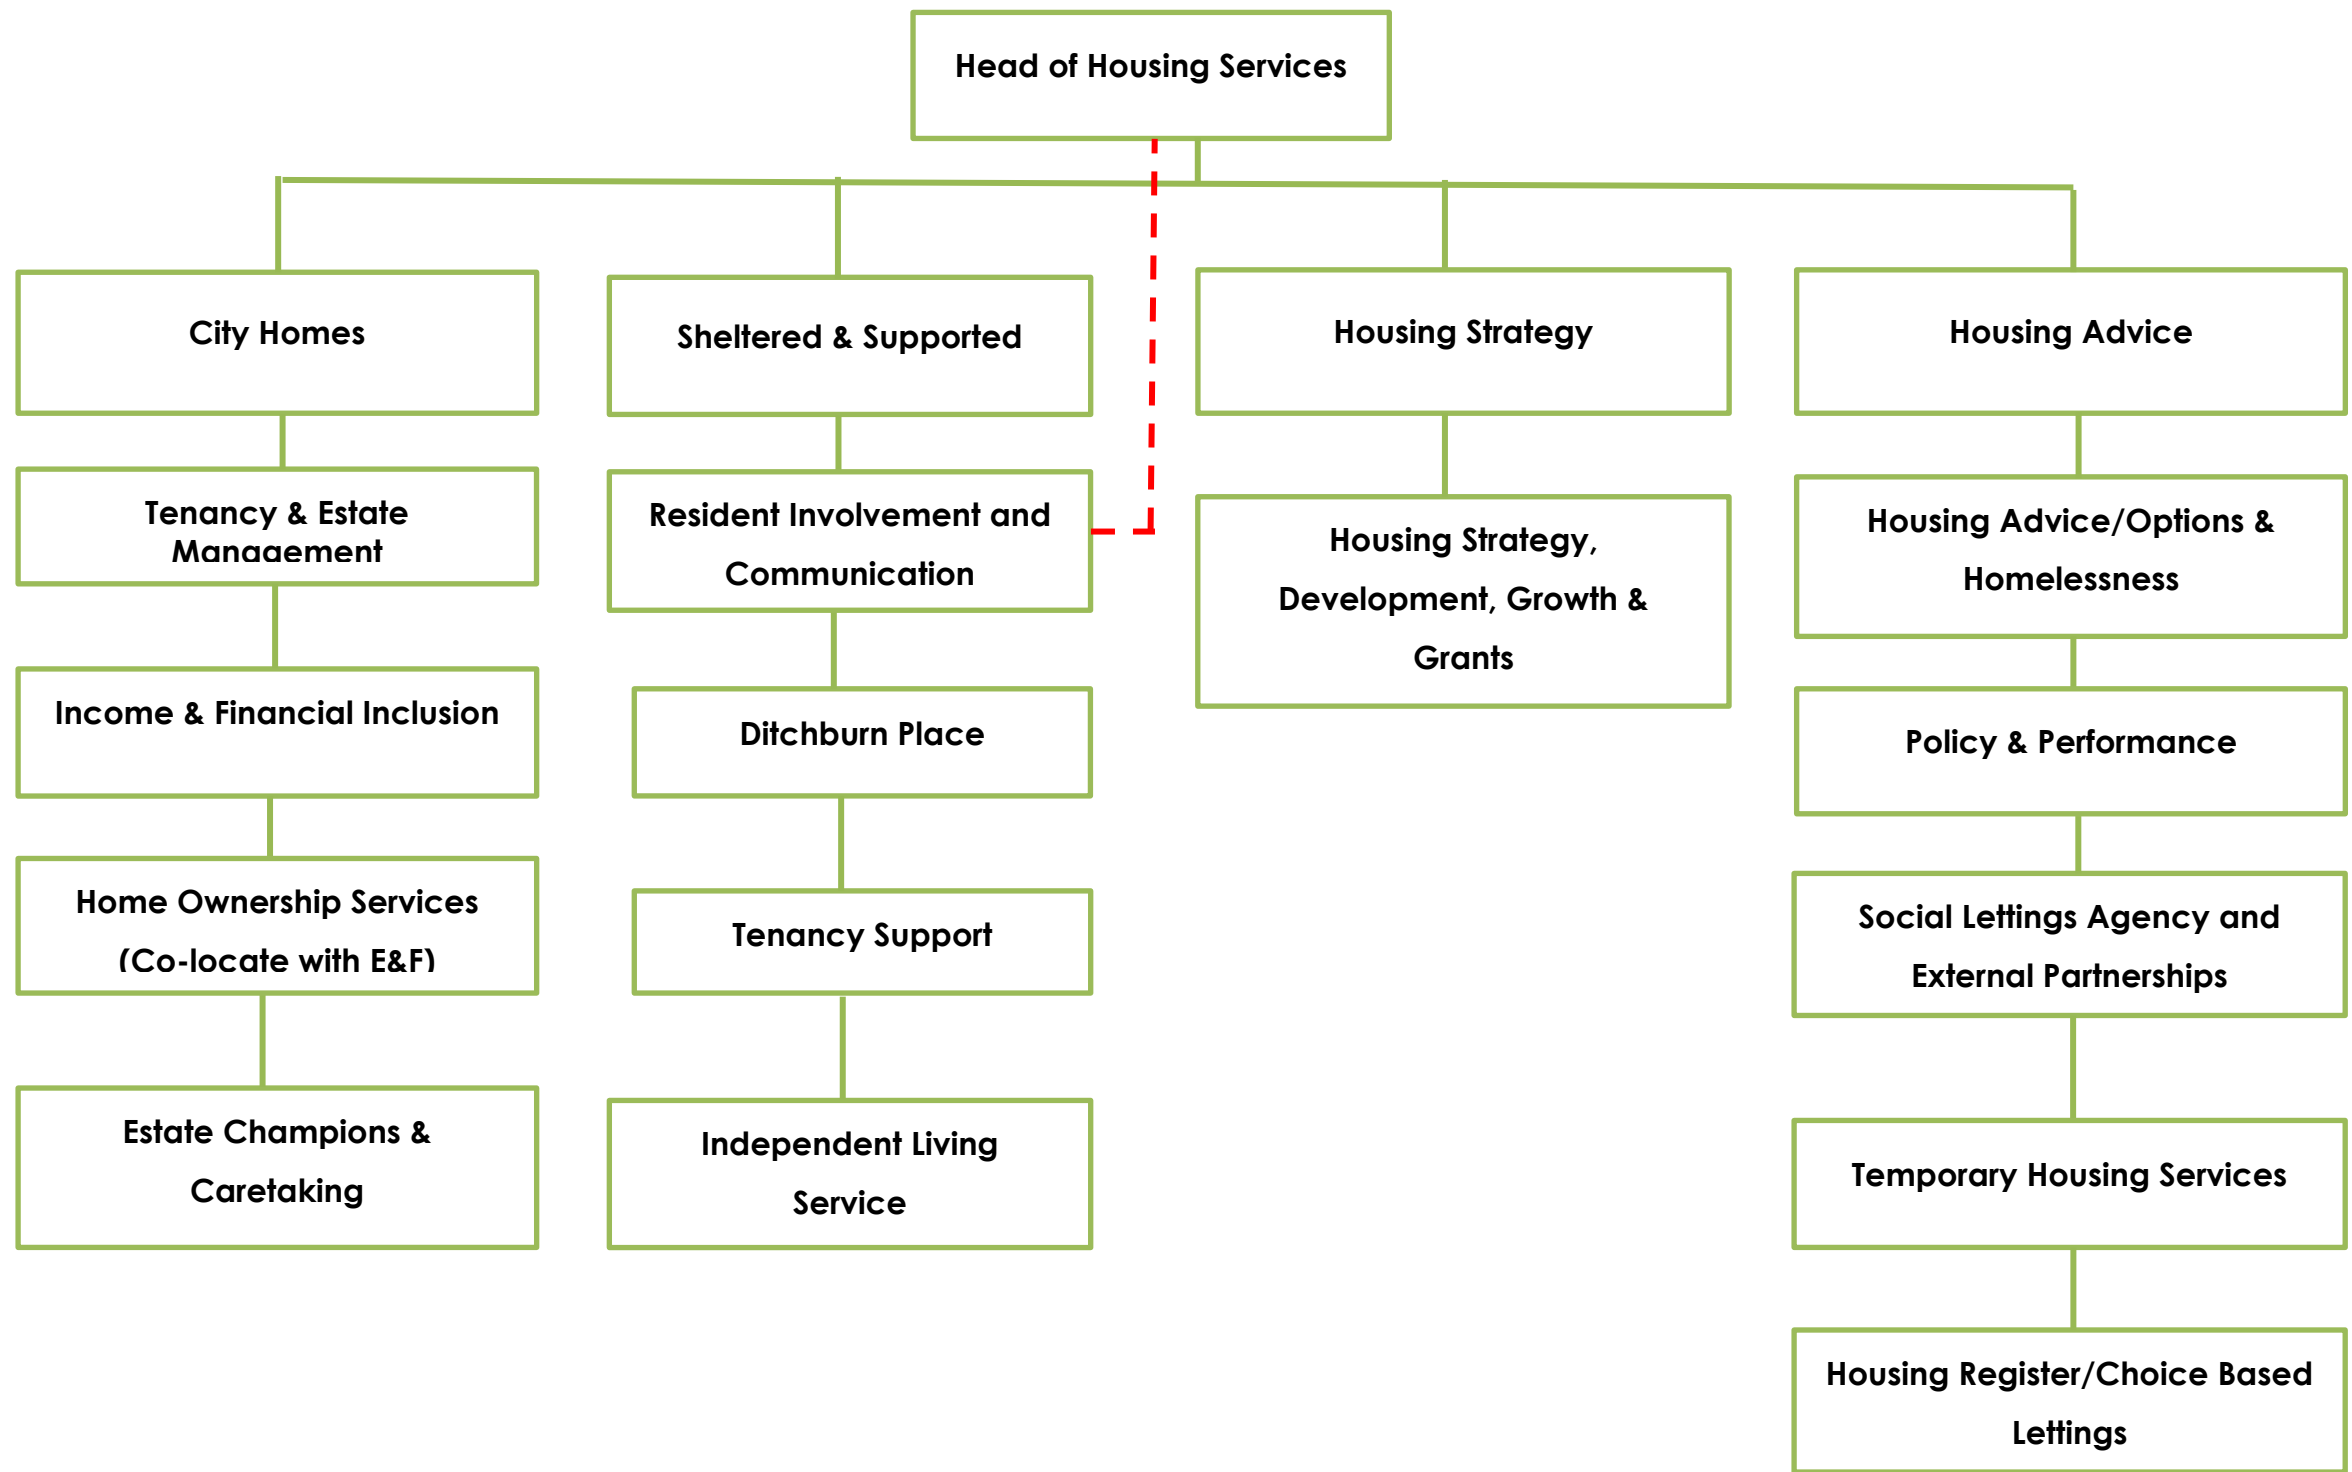 Head of Housing Services
City Homes
Sheltered & Supported
Housing Strategy
Housing Advice
Tenancy & Estate
Management
Resident Involvement and
Communication
Housing Strategy,
Development, Growth &
Grants
Housing Advice/Options &
Homelessness
Income & Financial Inclusion
Ditchburn Place
Policy & Performance
Home Ownership Services
(Co-locate with E&F)
Tenancy Support
Social Lettings Agency and
External Partnerships
Estate Champions &
Caretaking
Independent Living
Service
Temporary Housing Services
Housing Register/Choice Based
Lettings